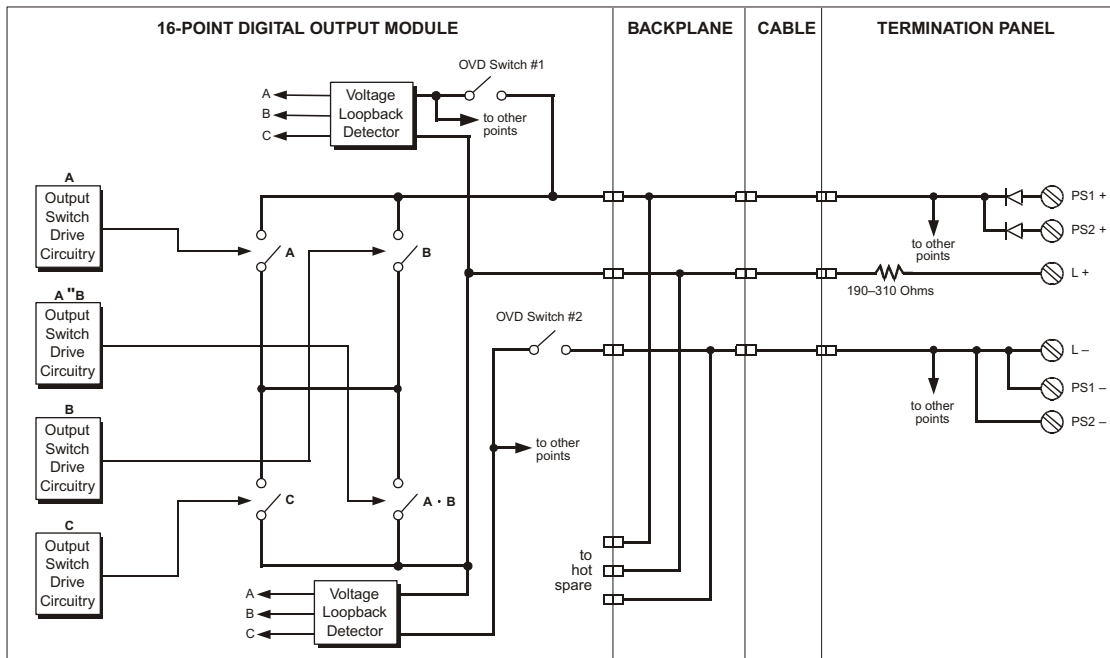 16-POINT DIGITAL OUTPUT MODULE
BACKPLANE
CABLE
TERMINATION PANEL
OVD Switch #1
A
B
C
Voltage
Loopback
Detector
to other
points
A
Output
Switch
Drive
Circuitry
A
B
A "B
Output
Switch
Drive
Circuitry
B
Output
Switch
Drive
Circuitry
C
Output
Switch
Drive
Circuitry
C
A · B
OVD Switch #2
to other
points
A
B
C
Voltage
Loopback
Detector
to
hot
spare
PS1 +
PS2 +
to other
points
L +
190–310 Ohms
L –
PS1 –
to other
points
PS2 –